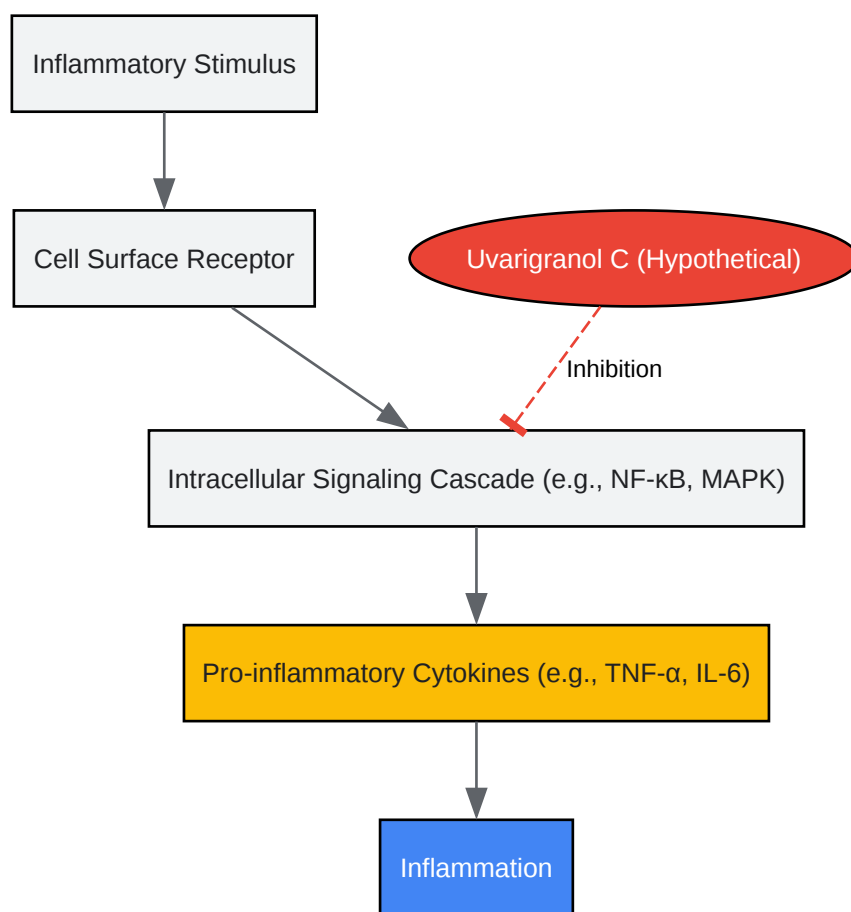 Inflammatory Stimulus
Cell Surface Receptor
Uvarigranol C (Hypothetical)
Inhibition
Intracellular Signaling Cascade (e.g., NF-κB, MAPK)
Pro-inflammatory Cytokines (e.g., TNF-α, IL-6)
Inflammation